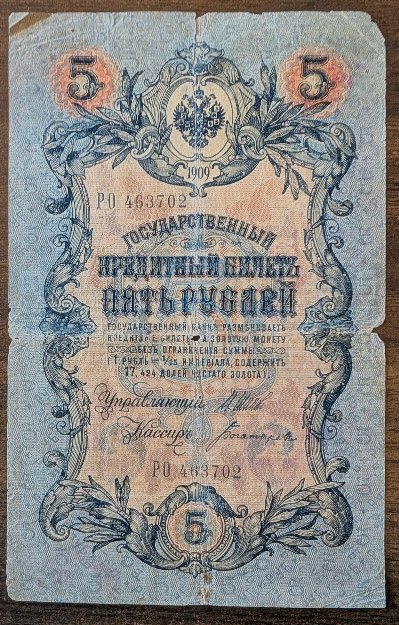 5 5
1909
РО 463702
ГОСУДАРСТВЕННЫЙ
КРЕДИТНЫЙ БИЛЕТЪ
ПЯТЬ РУБЛЕЙ
ГОСУДАРСТВЕННЫЙ БАНКЪ РАЗМѢНИВАЕТЪ
КРЕДИТНЫЕ БИЛЕТЫ НА ЗОЛОТУЮ МОНЕТУ
БЕЗЪ ОГРАНИЧЕНІЯ СУММЫ
(1 РУБЛЬ = 1/15 ИМПЕРІАЛА, СОДЕРЖИТЪ
17,424 ДОЛЕЙ ЧИСТАГО ЗОЛОТА)
Управляющій
Кассиръ
РО 463702
5